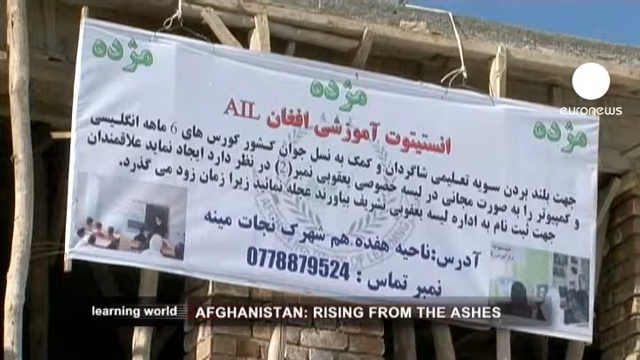 مژده مژده مژده
euronews
انستیتوت آموزشی افغان AIL
جهت بلند بردن سویه تعلیمی شاگردان و کمک به نسل جوان کشور کورس های 6 ماهه انگلیسی
و کمپیوتر را به صورت مجانی در لیسه خصوصی یعقوبی نمبر(2) در نظر دارد ایجاد نماید علاقمندان
جهت ثبت نام به اداره لیسه یعقوبی تشریف بیاورند عجله نمائید زیرا زمان زود می گذرد.
آدرس:ناحیه هفده هم شهرک نجات مینه
نمبر تماس : 0778879524
learning world AFGHANISTAN: RISING FROM THE ASHES